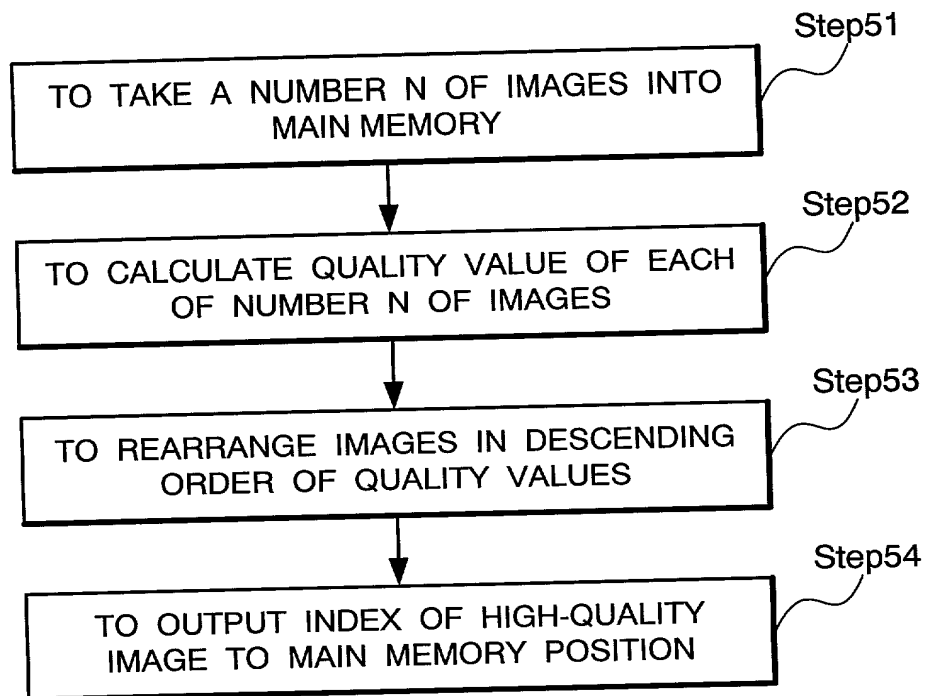 Step51
TO TAKE A NUMBER N OF IMAGES INTO
MAIN MEMORY
Step52
TO CALCULATE QUALITY VALUE OF EACH
OF NUMBER N OF IMAGES
Step53
TO REARRANGE IMAGES IN DESCENDING
ORDER OF QUALITY VALUES
Step54
TO OUTPUT INDEX OF HIGH-QUALITY
IMAGE TO MAIN MEMORY POSITION